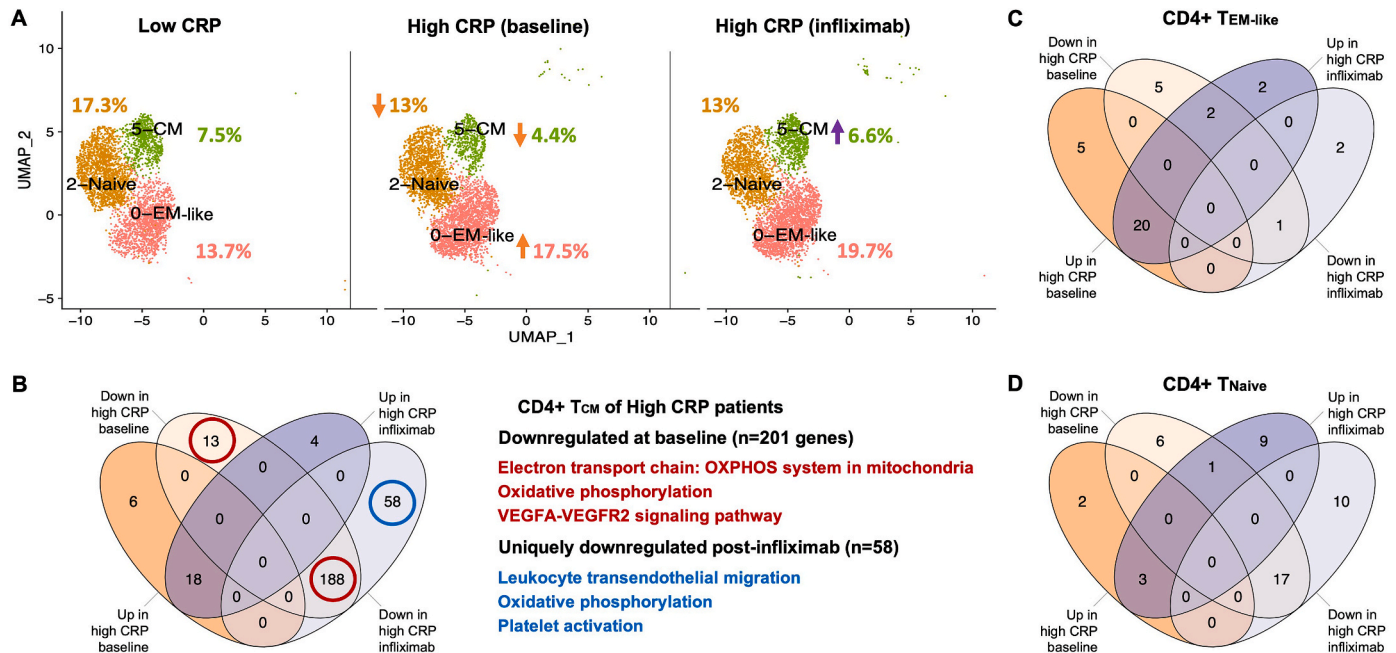 A
Low CRP
High CRP (baseline)
High CRP (infliximab)
UMAP_2
10
5
0
−5
17.3%
5−CM
7.5%
2−Naive
0−EM-like
13.7%
13%
5−CM
4.4%
2−Naive
0−EM-like
17.5%
13%
5−CM
6.6%
2−Naive
0−EM-like
19.7%
−10 −5 0 5 10
−10 −5 0 5 10
−10 −5 0 5 10
UMAP_1
B
Down in
high CRP
baseline
Up in
high CRP
infliximab
13
4
0
0
0
6
58
0
0
0
18
188
0
0
0
Up in
high CRP
baseline
Down in
high CRP
infliximab
CD4+ TCM of High CRP patients
Downregulated at baseline (n=201 genes)
Electron transport chain: OXPHOS system in mitochondria
Oxidative phosphorylation
VEGFA-VEGFR2 signaling pathway
Uniquely downregulated post-infliximab (n=58)
Leukocyte transendothelial migration
Oxidative phosphorylation
Platelet activation
C
CD4+ TEM-like
Down in
high CRP
baseline
Up in
high CRP
infliximab
5
2
2
0
0
5
2
0
0
0
20
1
0
0
0
Up in
high CRP
baseline
Down in
high CRP
infliximab
D
CD4+ TNaive
Down in
high CRP
baseline
Up in
high CRP
infliximab
6
9
1
0
0
2
10
0
0
0
3
17
0
0
0
Up in
high CRP
baseline
Down in
high CRP
infliximab